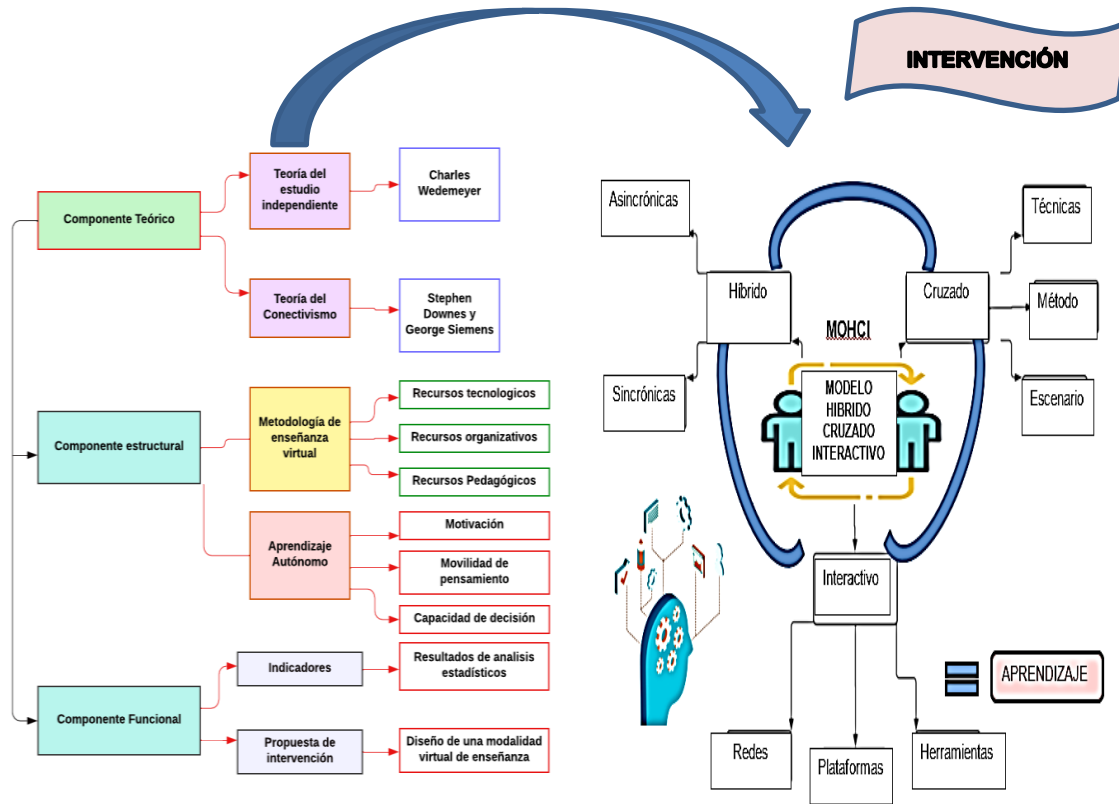 INTERVENCIÓN
Componente Teórico
Teoría del
estudio
independiente
Charles
Wedemeyer
Teoría del
Conectivismo
Stephen
Downes y
George Siemens
Componente estructural
Metodología de
enseñanza
virtual
Recursos tecnologicos
Recursos organizativos
Recursos Pedagógicos
Aprendizaje
Autónomo
Motivación
Movilidad de
pensamiento
Capacidad de decisión
Componente Funcional
Indicadores
Resultados de analisis
estadísticos
Propuesta de
intervención
Diseño de una modalidad
virtual de enseñanza
Asincrónicas
Híbrido
Sincrónicas
Cruzado
Técnicas
Método
Escenario
MOHCI
MODELO
HIBRIDO
CRUZADO
INTERACTIVO
Interactivo
Redes
Plataformas
Herramientas
APRENDIZAJE